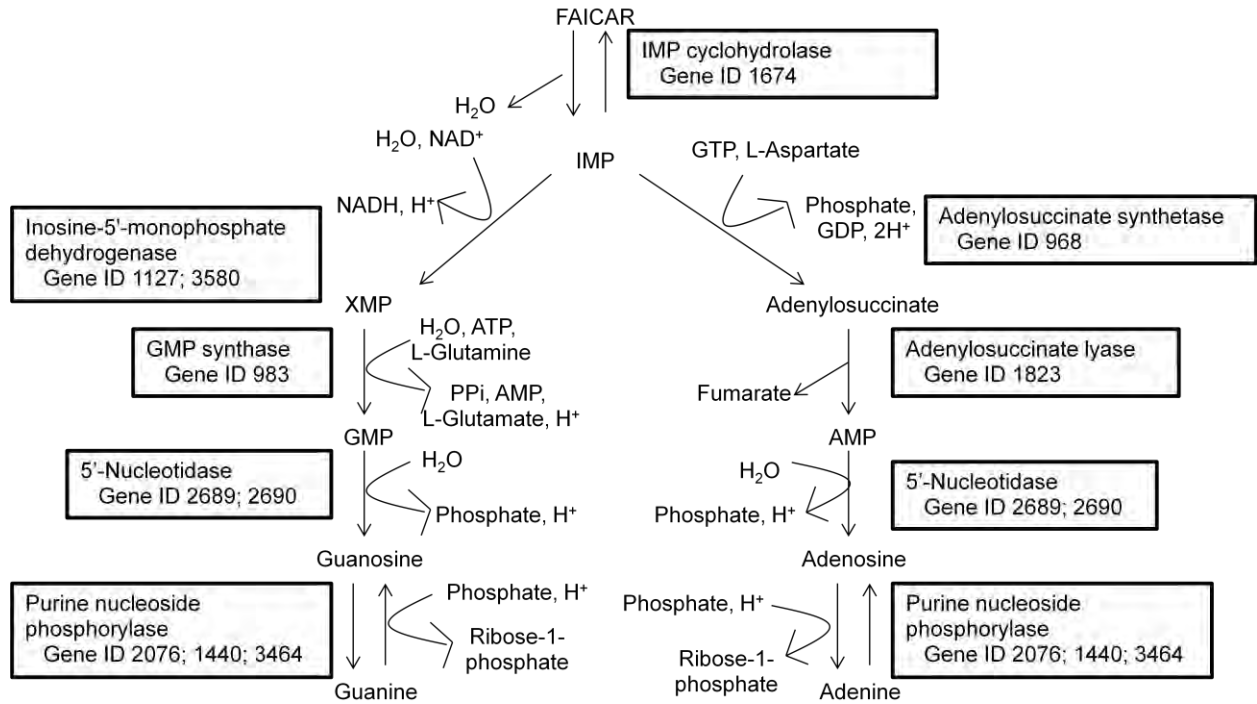 FAICAR
IMP cyclohydrolase
Gene ID 1674
H₂O
H₂O, NAD⁺
IMP
GTP, L-Aspartate
NADH, H⁺
Phosphate,
GDP, 2H⁺
Inosine-5'-monophosphate
dehydrogenase
Gene ID 1127; 3580
Adenylosuccinate synthetase
Gene ID 968
XMP
Adenylosuccinate
GMP synthase
Gene ID 983
H₂O, ATP,
L-Glutamine
PPi, AMP,
L-Glutamate, H⁺
Fumarate
Adenylosuccinate lyase
Gene ID 1823
GMP
AMP
5’-Nucleotidase
Gene ID 2689; 2690
H₂O
Phosphate, H⁺
H₂O
Phosphate, H⁺
5’-Nucleotidase
Gene ID 2689; 2690
Guanosine
Adenosine
Purine nucleoside
phosphorylase
Gene ID 2076; 1440; 3464
Phosphate, H⁺
Ribose-1-
phosphate
Phosphate, H⁺
Ribose-1-
phosphate
Purine nucleoside
phosphorylase
Gene ID 2076; 1440; 3464
Guanine
Adenine